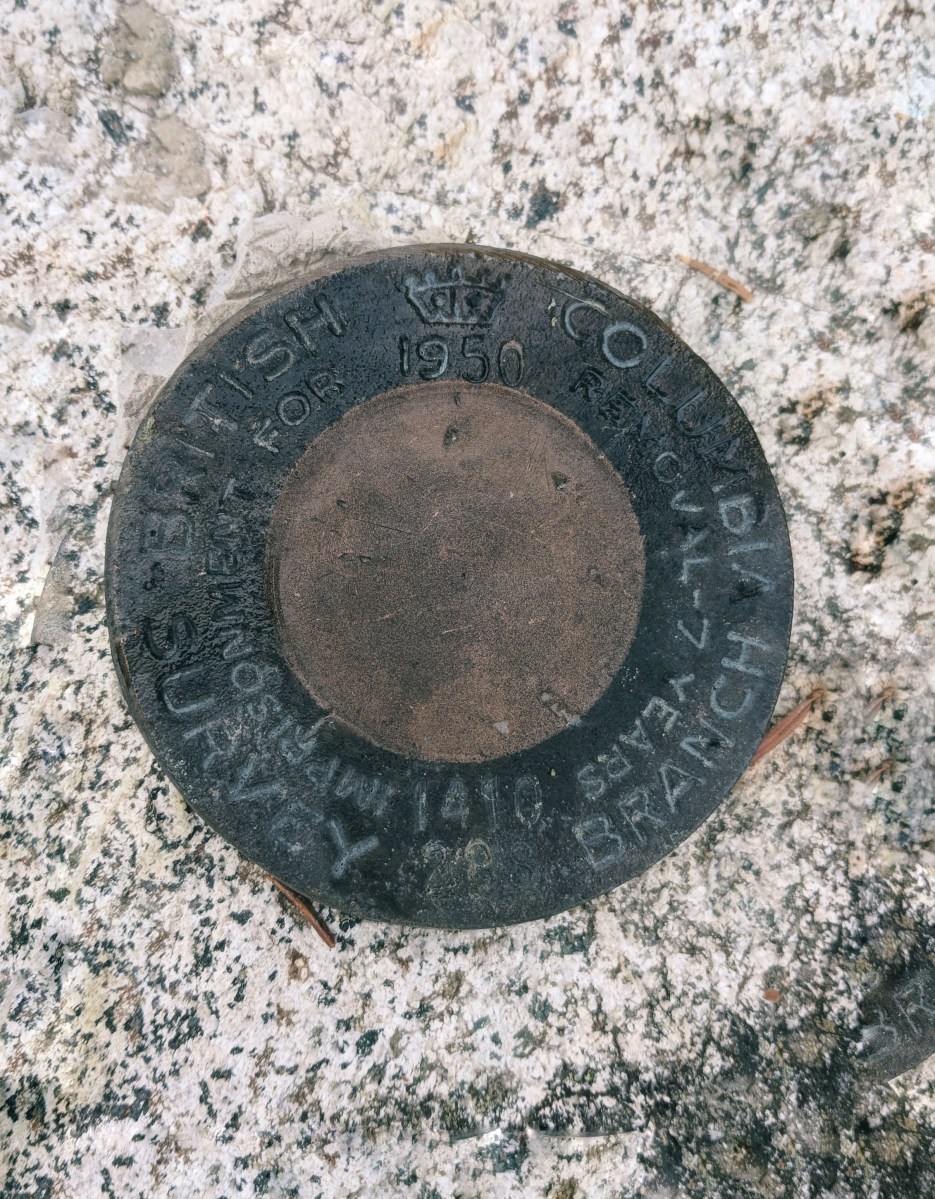 BRITISH COLUMBIA
1950
IMPRISONMENT FOR REMOVAL-7 YEARS
1410
SURVEY BRANCH